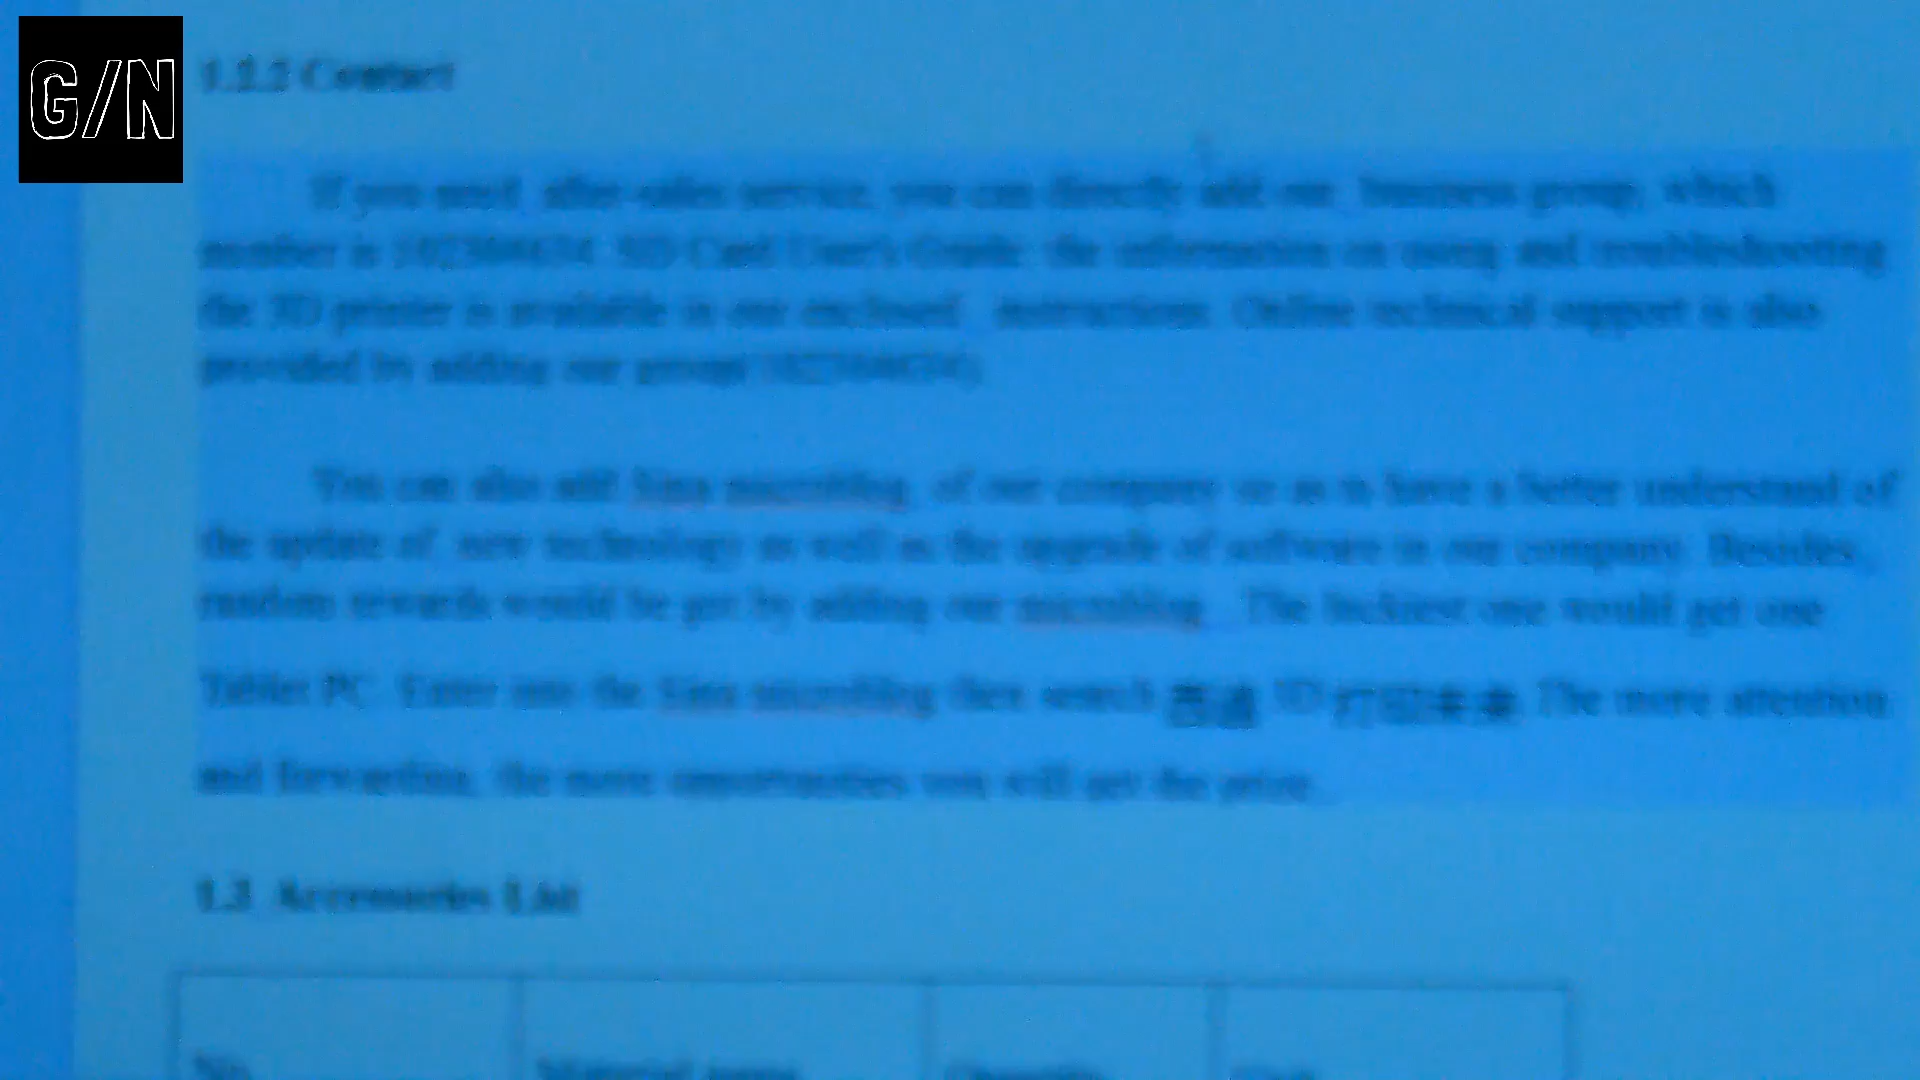 G/N
1.2.2 Contact
If you need after-sales service, you can directly add our business group, which
number is SD Card User's Guide: the information on using and troubleshooting
the 3D printer is available in our enclosed instructions. Online technical support is also
provided by adding our group(
You can also add Sina microblog of our company so as to have a better understand of
the update of new technology as well as the upgrade of software in our company. Besides,
random rewards would be got by adding our microblog. The luckiest one would get one
Tablet PC. Enter into the Sina microblog then search 3D The more attention
and forwarding, the more opportunities you will get the prize.
1.3 Accessories List
No. Material name Quantity